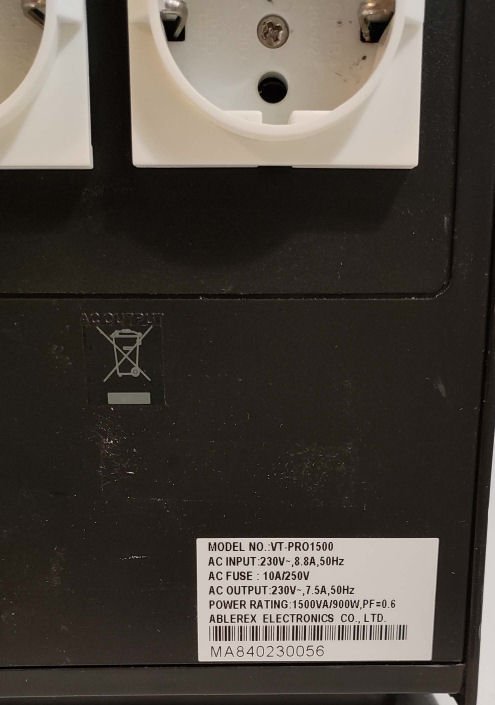 AC OUTPUT
MODEL NO.:VT-PRO1500
AC INPUT:230V~,8.8A,50Hz
AC FUSE : 10A/250V
AC OUTPUT:230V~,7.5A,50Hz
POWER RATING:1500VA/900W,PF=0.6
ABLEREX ELECTRONICS CO., LTD.
MA840230056